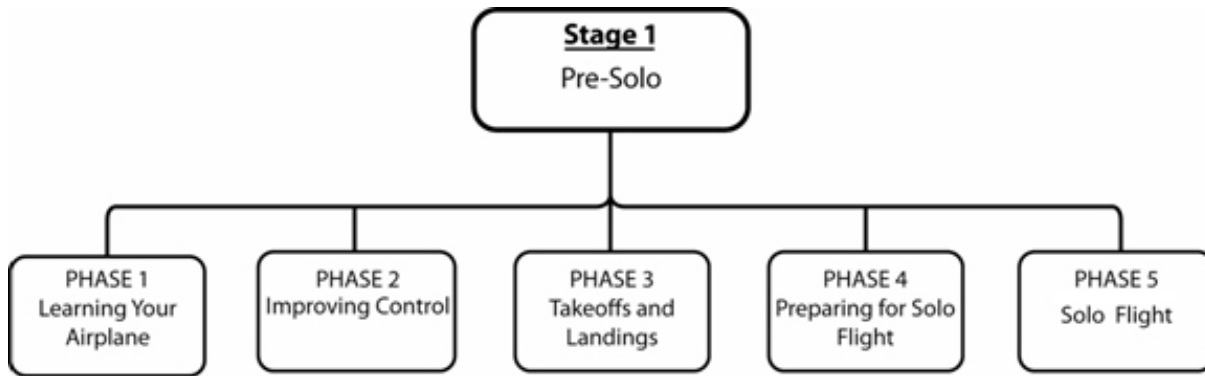 Stage 1
Pre-Solo
PHASE 1
Learning Your
Airplane
PHASE 2
Improving Control
PHASE 3
Takeoffs and
Landings
PHASE 4
Preparing for Solo
Flight
PHASE 5
Solo Flight